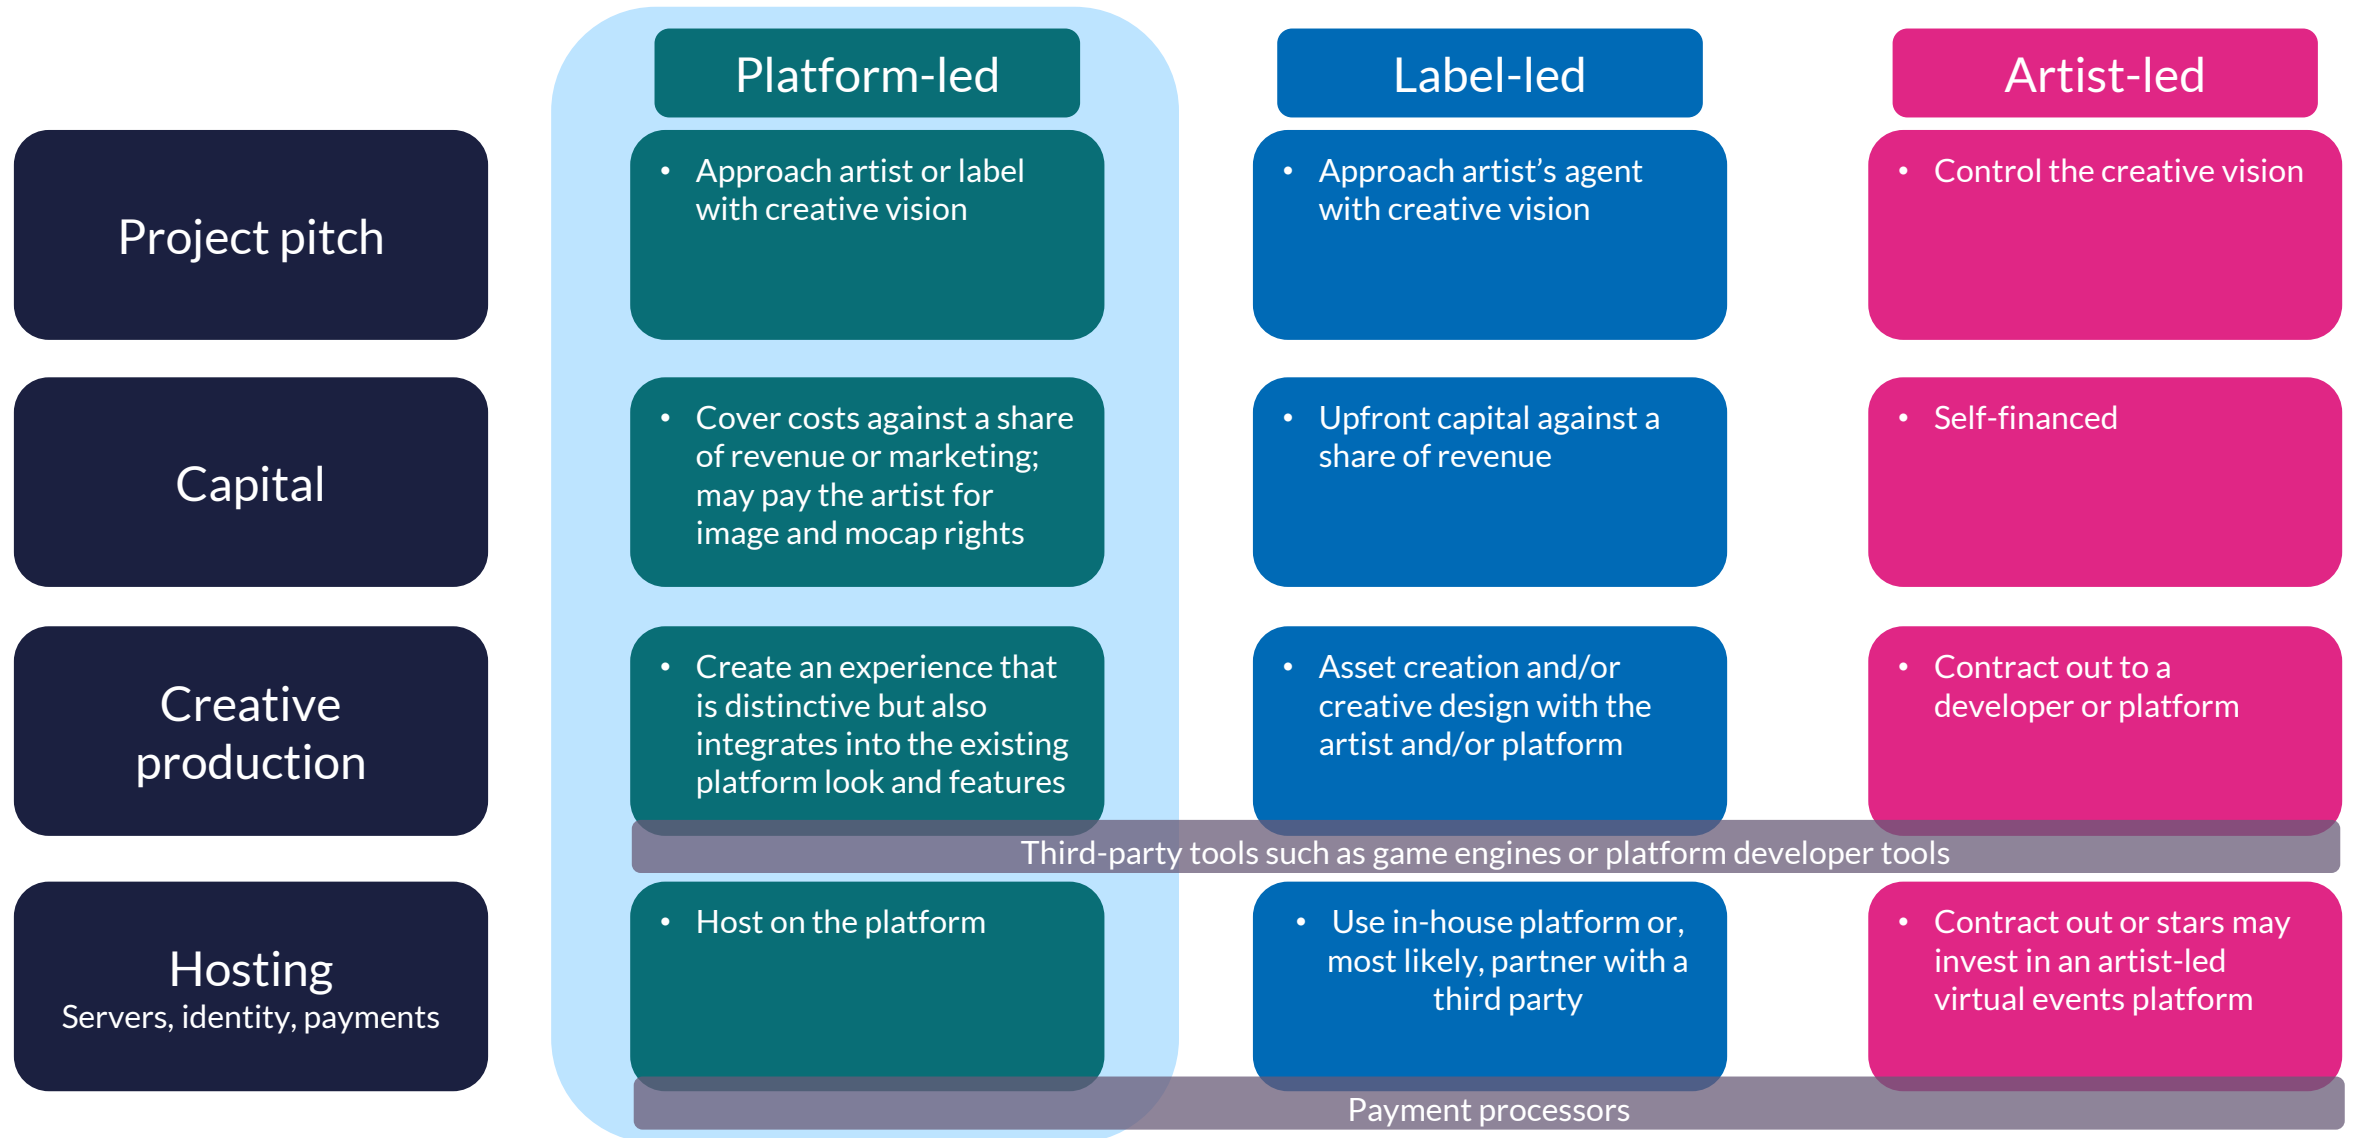 Platform-led
Label-led
Artist-led
Project pitch
• Approach artist or label
with creative vision
• Approach artist’s agent
with creative vision
• Control the creative vision
Capital
• Cover costs against a share
of revenue or marketing;
may pay the artist for
image and mocap rights
• Upfront capital against a
share of revenue
• Self-financed
Creative
production
• Create an experience that
is distinctive but also
integrates into the existing
platform look and features
• Asset creation and/or
creative design with the
artist and/or platform
• Contract out to a
developer or platform
Third-party tools such as game engines or platform developer tools
Hosting
Servers, identity, payments
• Host on the platform
• Use in-house platform or,
most likely, partner with a
third party
• Contract out or stars may
invest in an artist-led
virtual events platform
Payment processors